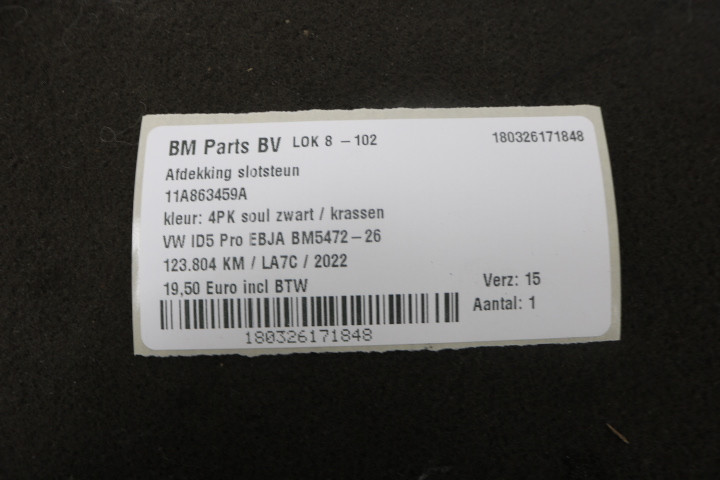 BM Parts BV LOK 8 - 102 180326171848
Afdekking slotsteun
11A863459A
kleur: 4PK soul zwart / krassen
VW ID5 Pro EBJA BM5472-26
123.804 KM / LA7C / 2022
19,50 Euro incl BTW Verz: 15
Aantal: 1
180326171848